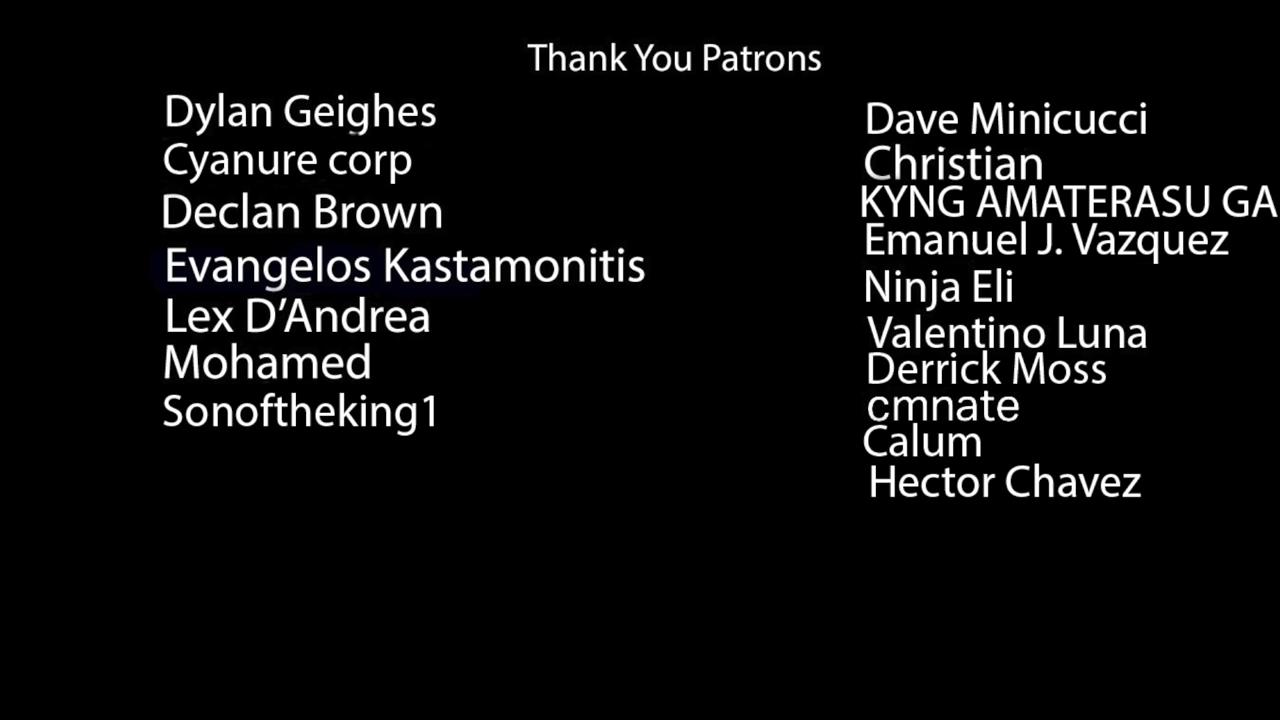 Thank You Patrons
Dylan Geighes
Cyanure corp
Declan Brown
Evangelos Kastamonitis
Lex D’Andrea
Mohamed
Sonoftheking1
Dave Minicucci
Christian
KYNG AMATERASU GA
Emanuel J. Vazquez
Ninja Eli
Valentino Luna
Derrick Moss
cmnate
Calum
Hector Chavez